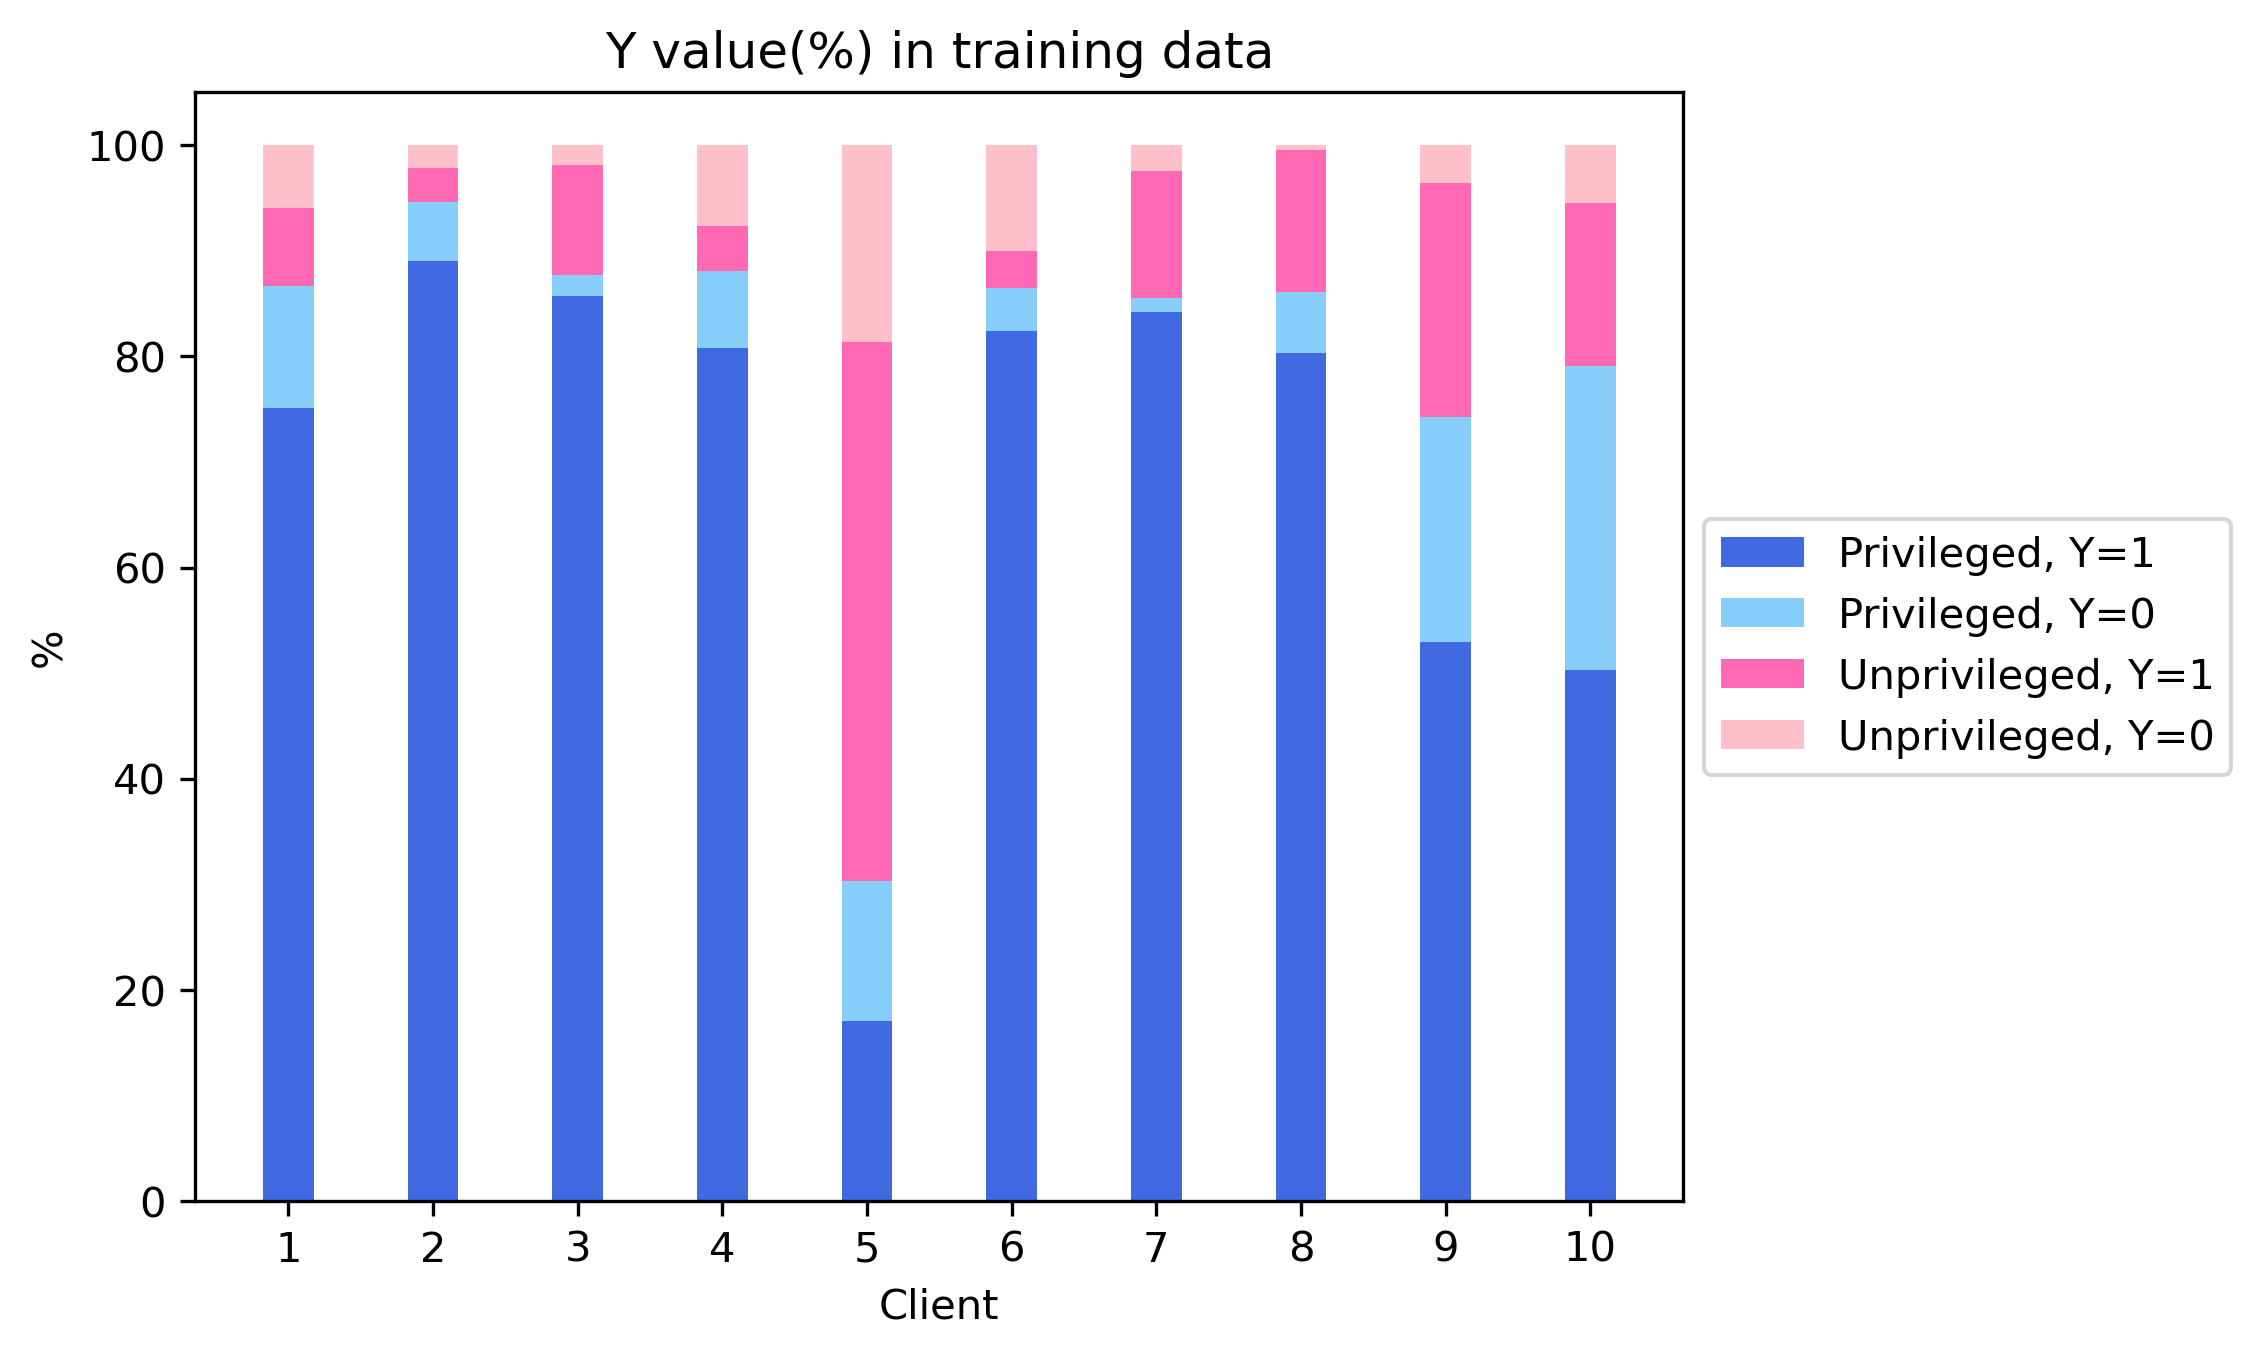 Y value(%) in training data
%
100
80
60
40
20
0
1 2 3 4 5 6 7 8 9 10
Client
Privileged, Y=1
Privileged, Y=0
Unprivileged, Y=1
Unprivileged, Y=0